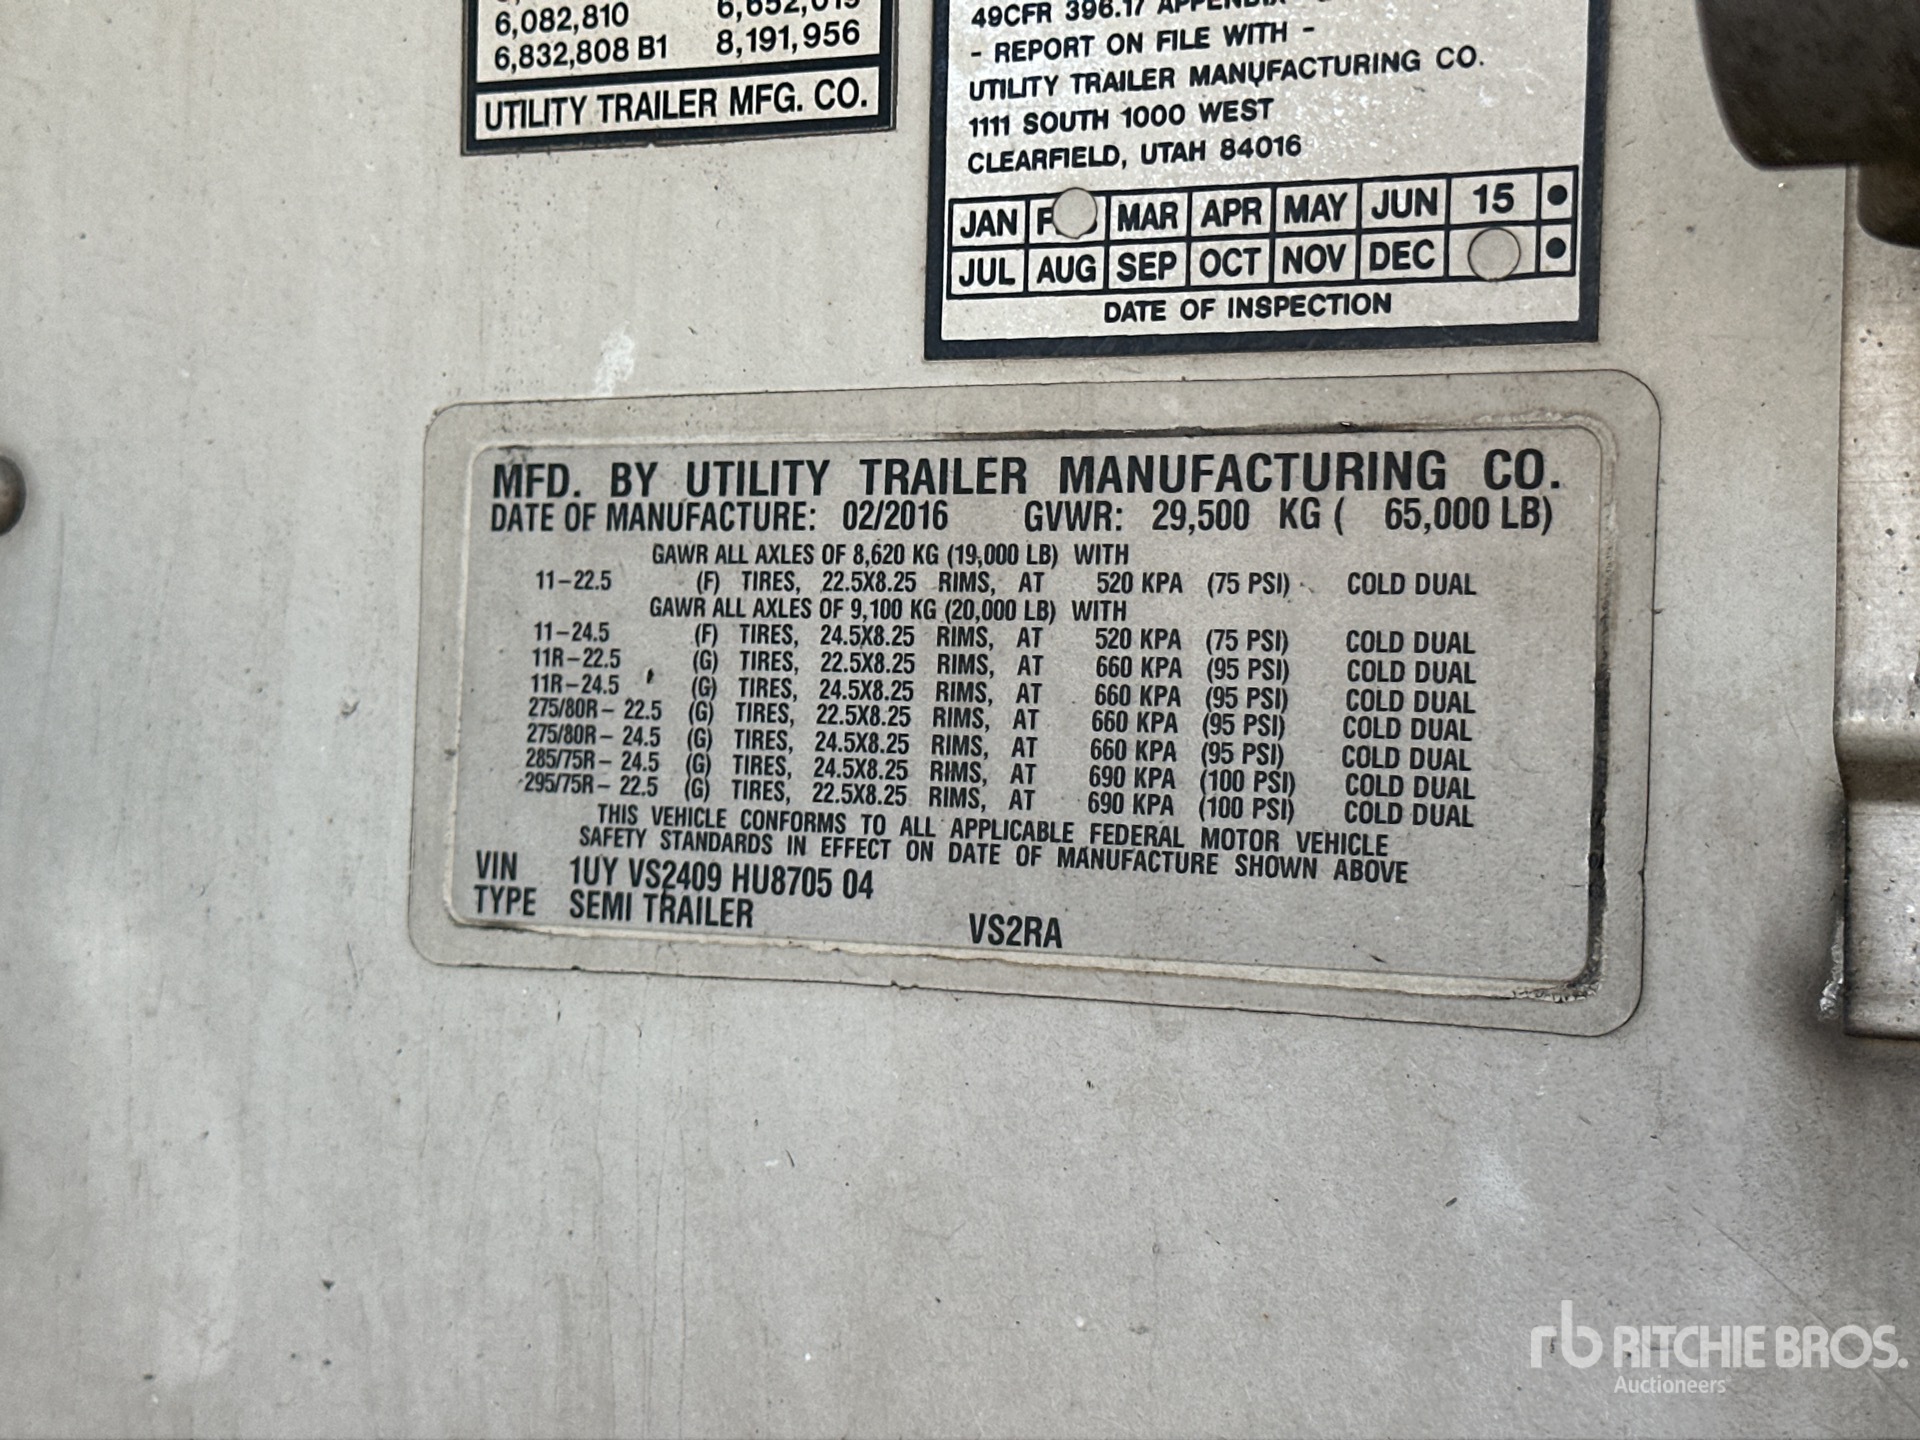 6,082,810
6,832,808 B1 8,191,956
UTILITY TRAILER MFG. CO.
49CFR 396.17 APPENDIX
- REPORT ON FILE WITH -
UTILITY TRAILER MANUFACTURING CO.
1111 SOUTH 1000 WEST
CLEARFIELD, UTAH 84016
JAN MAR APR MAY JUN 15
JUL AUG SEP OCT NOV DEC
DATE OF INSPECTION
MFD. BY UTILITY TRAILER MANUFACTURING CO.
DATE OF MANUFACTURE: 02/2016 GVWR: 29,500 KG ( 65,000 LB)
GAWR ALL AXLES OF 8,620 KG (19,000 LB) WITH
11-22.5 (F) TIRES, 22.5X8.25 RIMS, AT 520 KPA (75 PSI) COLD DUAL
GAWR ALL AXLES OF 9,100 KG (20,000 LB) WITH
11-24.5 (F) TIRES, 24.5X8.25 RIMS, AT 520 KPA (75 PSI) COLD DUAL
11R-22.5 (G) TIRES, 22.5X8.25 RIMS, AT 660 KPA (95 PSI) COLD DUAL
11R-24.5 (G) TIRES, 24.5X8.25 RIMS, AT 660 KPA (95 PSI) COLD DUAL
275/80R- 22.5 (G) TIRES, 22.5X8.25 RIMS, AT 660 KPA (95 PSI) COLD DUAL
275/80R- 24.5 (G) TIRES, 24.5X8.25 RIMS, AT 660 KPA (95 PSI) COLD DUAL
285/75R- 24.5 (G) TIRES, 24.5X8.25 RIMS, AT 690 KPA (100 PSI) COLD DUAL
295/75R- 22.5 (G) TIRES, 22.5X8.25 RIMS, AT 690 KPA (100 PSI) COLD DUAL
THIS VEHICLE CONFORMS TO ALL APPLICABLE FEDERAL MOTOR VEHICLE
SAFETY STANDARDS IN EFFECT ON DATE OF MANUFACTURE SHOWN ABOVE
VIN 1UY VS2409 HU8705 04
TYPE SEMI TRAILER VS2RA
rb RITCHIE BROS.
Auctioneers